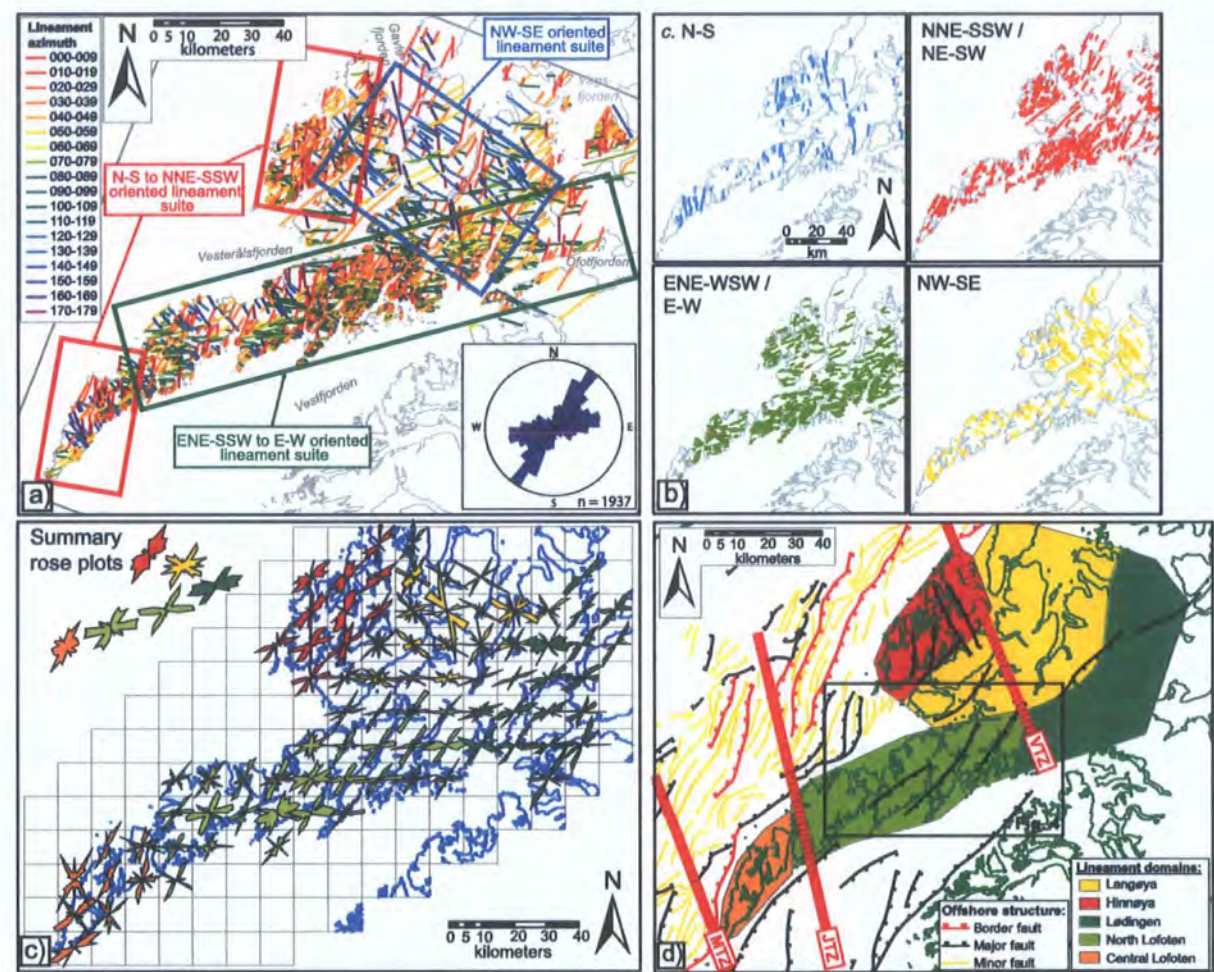 Lineament
azimuth
000-009
010-019
020-029
030-039
040-049
050-059
060-069
070-079
080-089
090-099
100-109
110-119
120-129
130-139
140-149
150-159
160-169
170-179
N
0 5 10 20 30 40
kilometers
Gavlfjorden
NW-SE oriented
lineament suite
Vågsfjorden
N-S to NNE-SSW
oriented lineament
suite
Vesterålsfjorden
Ofotfjorden
Vestfjorden
ENE-SSW to E-W oriented
lineament suite
N
W
E
S
n = 1937
a)
c. N-S
NNE-SSW /
NE-SW
N
0 10 20 40
km
ENE-WSW /
E-W
NW-SE
b)
Summary
rose plots
N
0 5 10 20 30 40
kilometers
c)
N
0 5 10 20 30 40
kilometers
VTZ
JTZ
MTZ
Offshore structure:
Border fault
Major fault
Minor fault
Lineament domains:
Langøya
Hinnøya
Lødingen
North Lofoten
Central Lofoten
d)